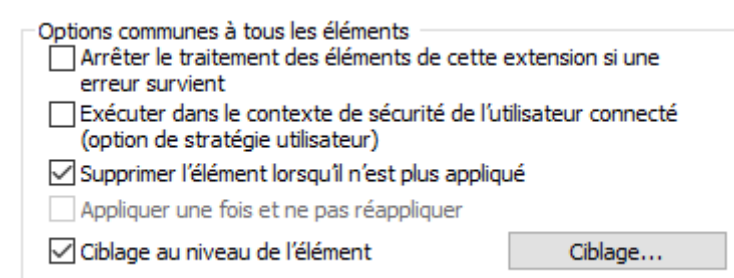 Options communes à tous les éléments
Arrêter le traitement des éléments de cette extension si une
erreur survient
Exécuter dans le contexte de sécurité de l'utilisateur connecté
(option de stratégie utilisateur)
Supprimer l'élément lorsqu'il n'est plus appliqué
Appliquer une fois et ne pas réappliquer
Ciblage au niveau de l'élément
Ciblage...